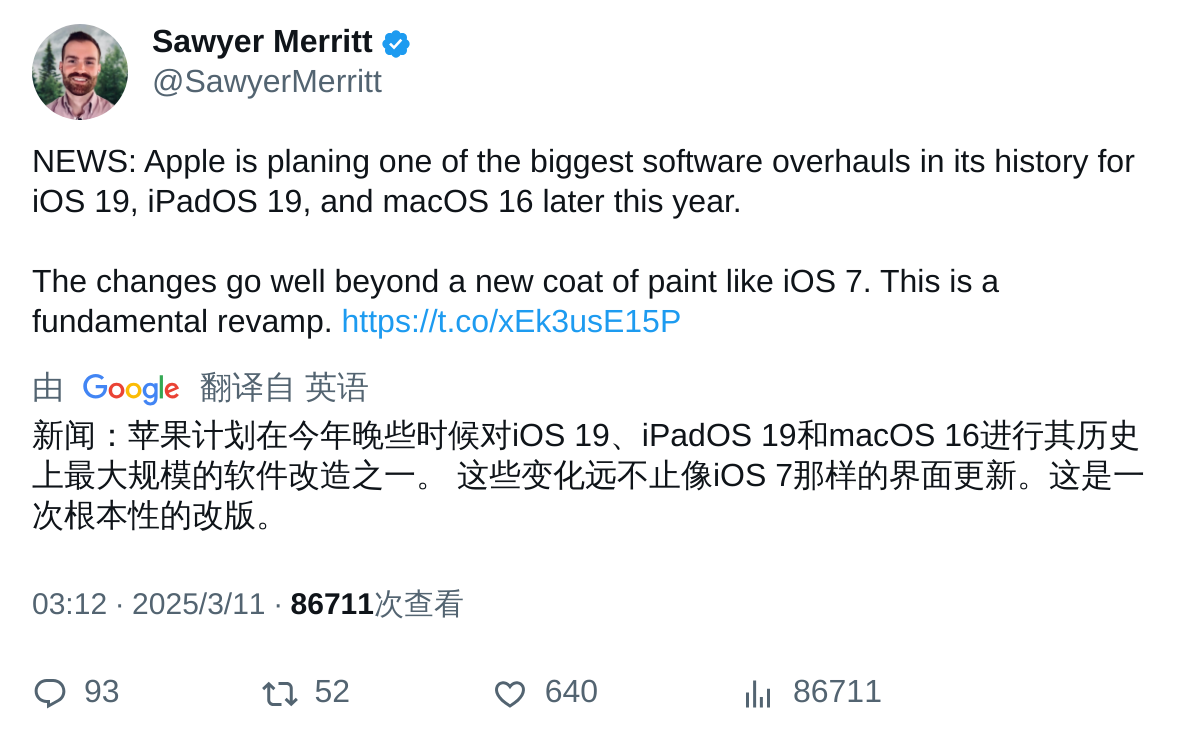 Sawyer Merritt
@SawyerMerritt
NEWS: Apple is planing one of the biggest software overhauls in its history for
iOS 19, iPadOS 19, and macOS 16 later this year.
The changes go well beyond a new coat of paint like iOS 7. This is a
fundamental revamp. https://t.co/xEk3usE15P
由 Google 翻译自 英语
新闻：苹果计划在今年晚些时候对iOS 19、iPadOS 19和macOS 16进行其历史
上最大规模的软件改造之一。 这些变化远不止像iOS 7那样的界面更新。这是一
次根本性的改版。
03:12 · 2025/3/11 · 86711次查看
93 52 640 86711